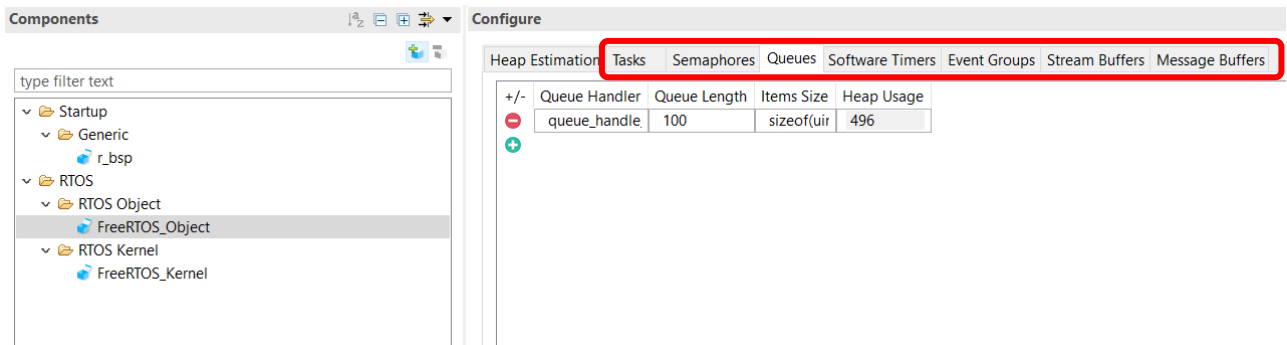 Components
type filter text
Startup
Generic
r_bsp
RTOS
RTOS Object
FreeRTOS_Object
RTOS Kernel
FreeRTOS_Kernel
Configure
Heap Estimation Tasks Semaphores Queues Software Timers Event Groups Stream Buffers Message Buffers
+/- Queue Handler Queue Length Items Size Heap Usage
queue_handle_ 100 sizeof(uin 496